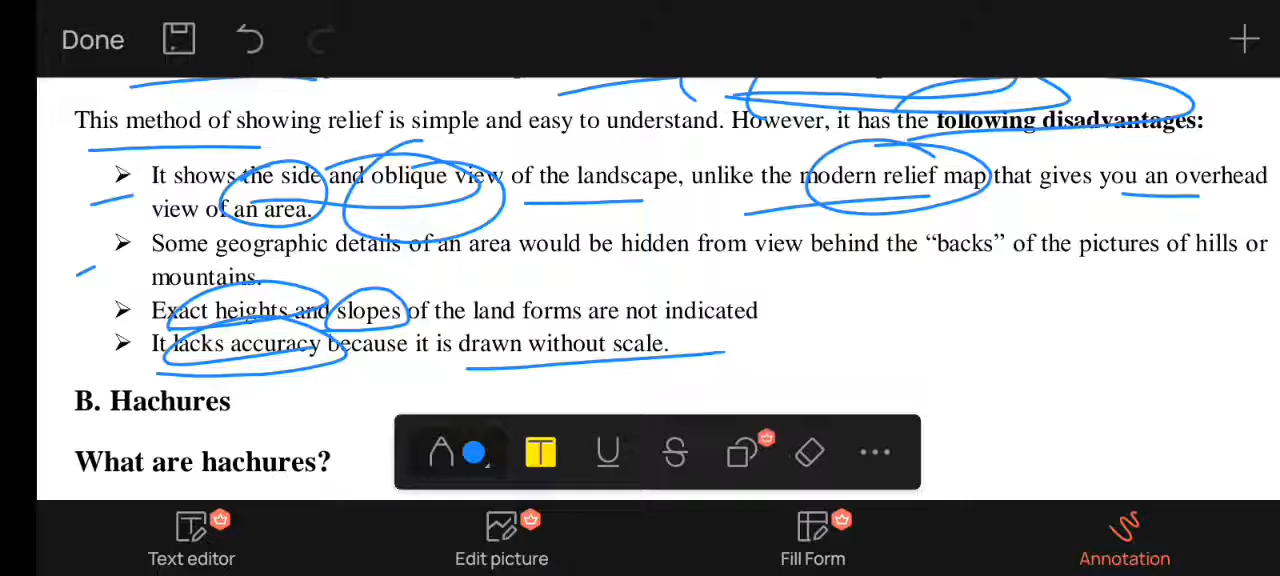 Done
This method of showing relief is simple and easy to understand. However, it has the following disadvantages:
➢ It shows the side and oblique view of the landscape, unlike the modern relief map that gives you an overhead
view of an area.
➢ Some geographic details of an area would be hidden from view behind the “backs” of the pictures of hills or
mountains.
➢ Exact heights and slopes of the land forms are not indicated
➢ It lacks accuracy because it is drawn without scale.
B. Hachures
What are hachures?
Text editor
Edit picture
Fill Form
Annotation